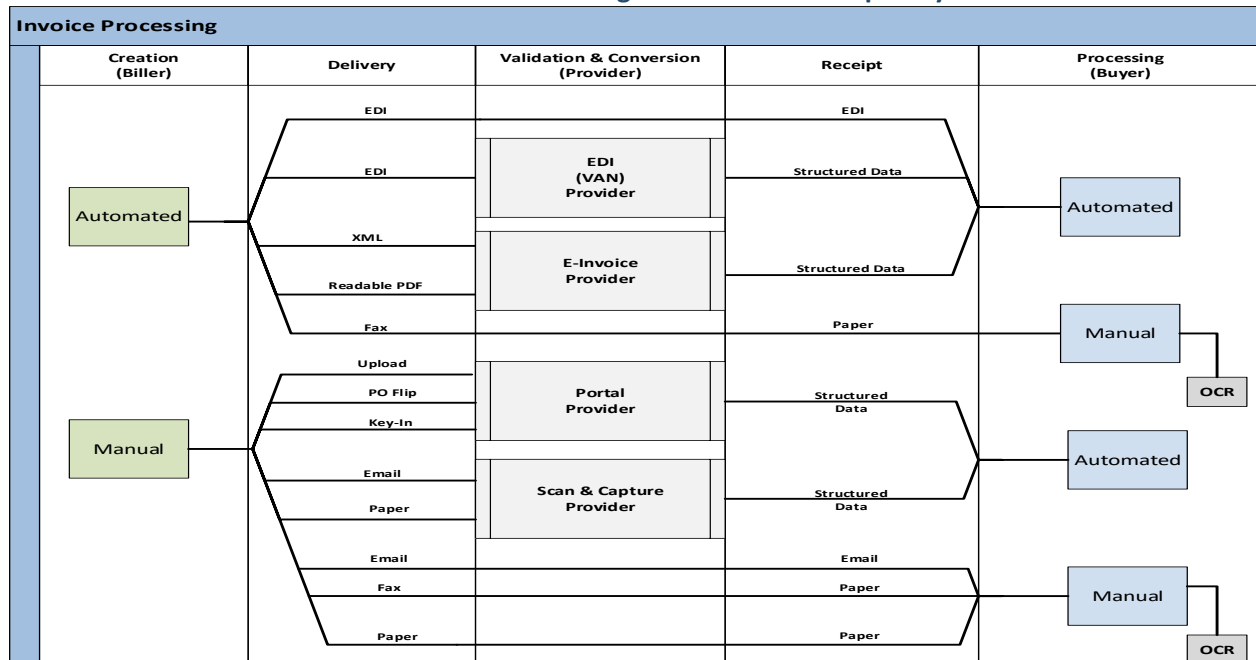 Invoice Processing
Creation
(Biller)
Delivery
Validation & Conversion
(Provider)
Receipt
Processing
(Buyer)
EDI
EDI
EDI
(VAN)
Provider
EDI
Structured Data
Automated
Automated
XML
Readable PDF
E-Invoice
Provider
Structured Data
Fax
Paper
Manual
OCR
Upload
PO Flip
Key-In
Portal
Provider
Structured
Data
Manual
Automated
Email
Paper
Scan & Capture
Provider
Structured
Data
Email
Email
Fax
Paper
Manual
Paper
Paper
OCR